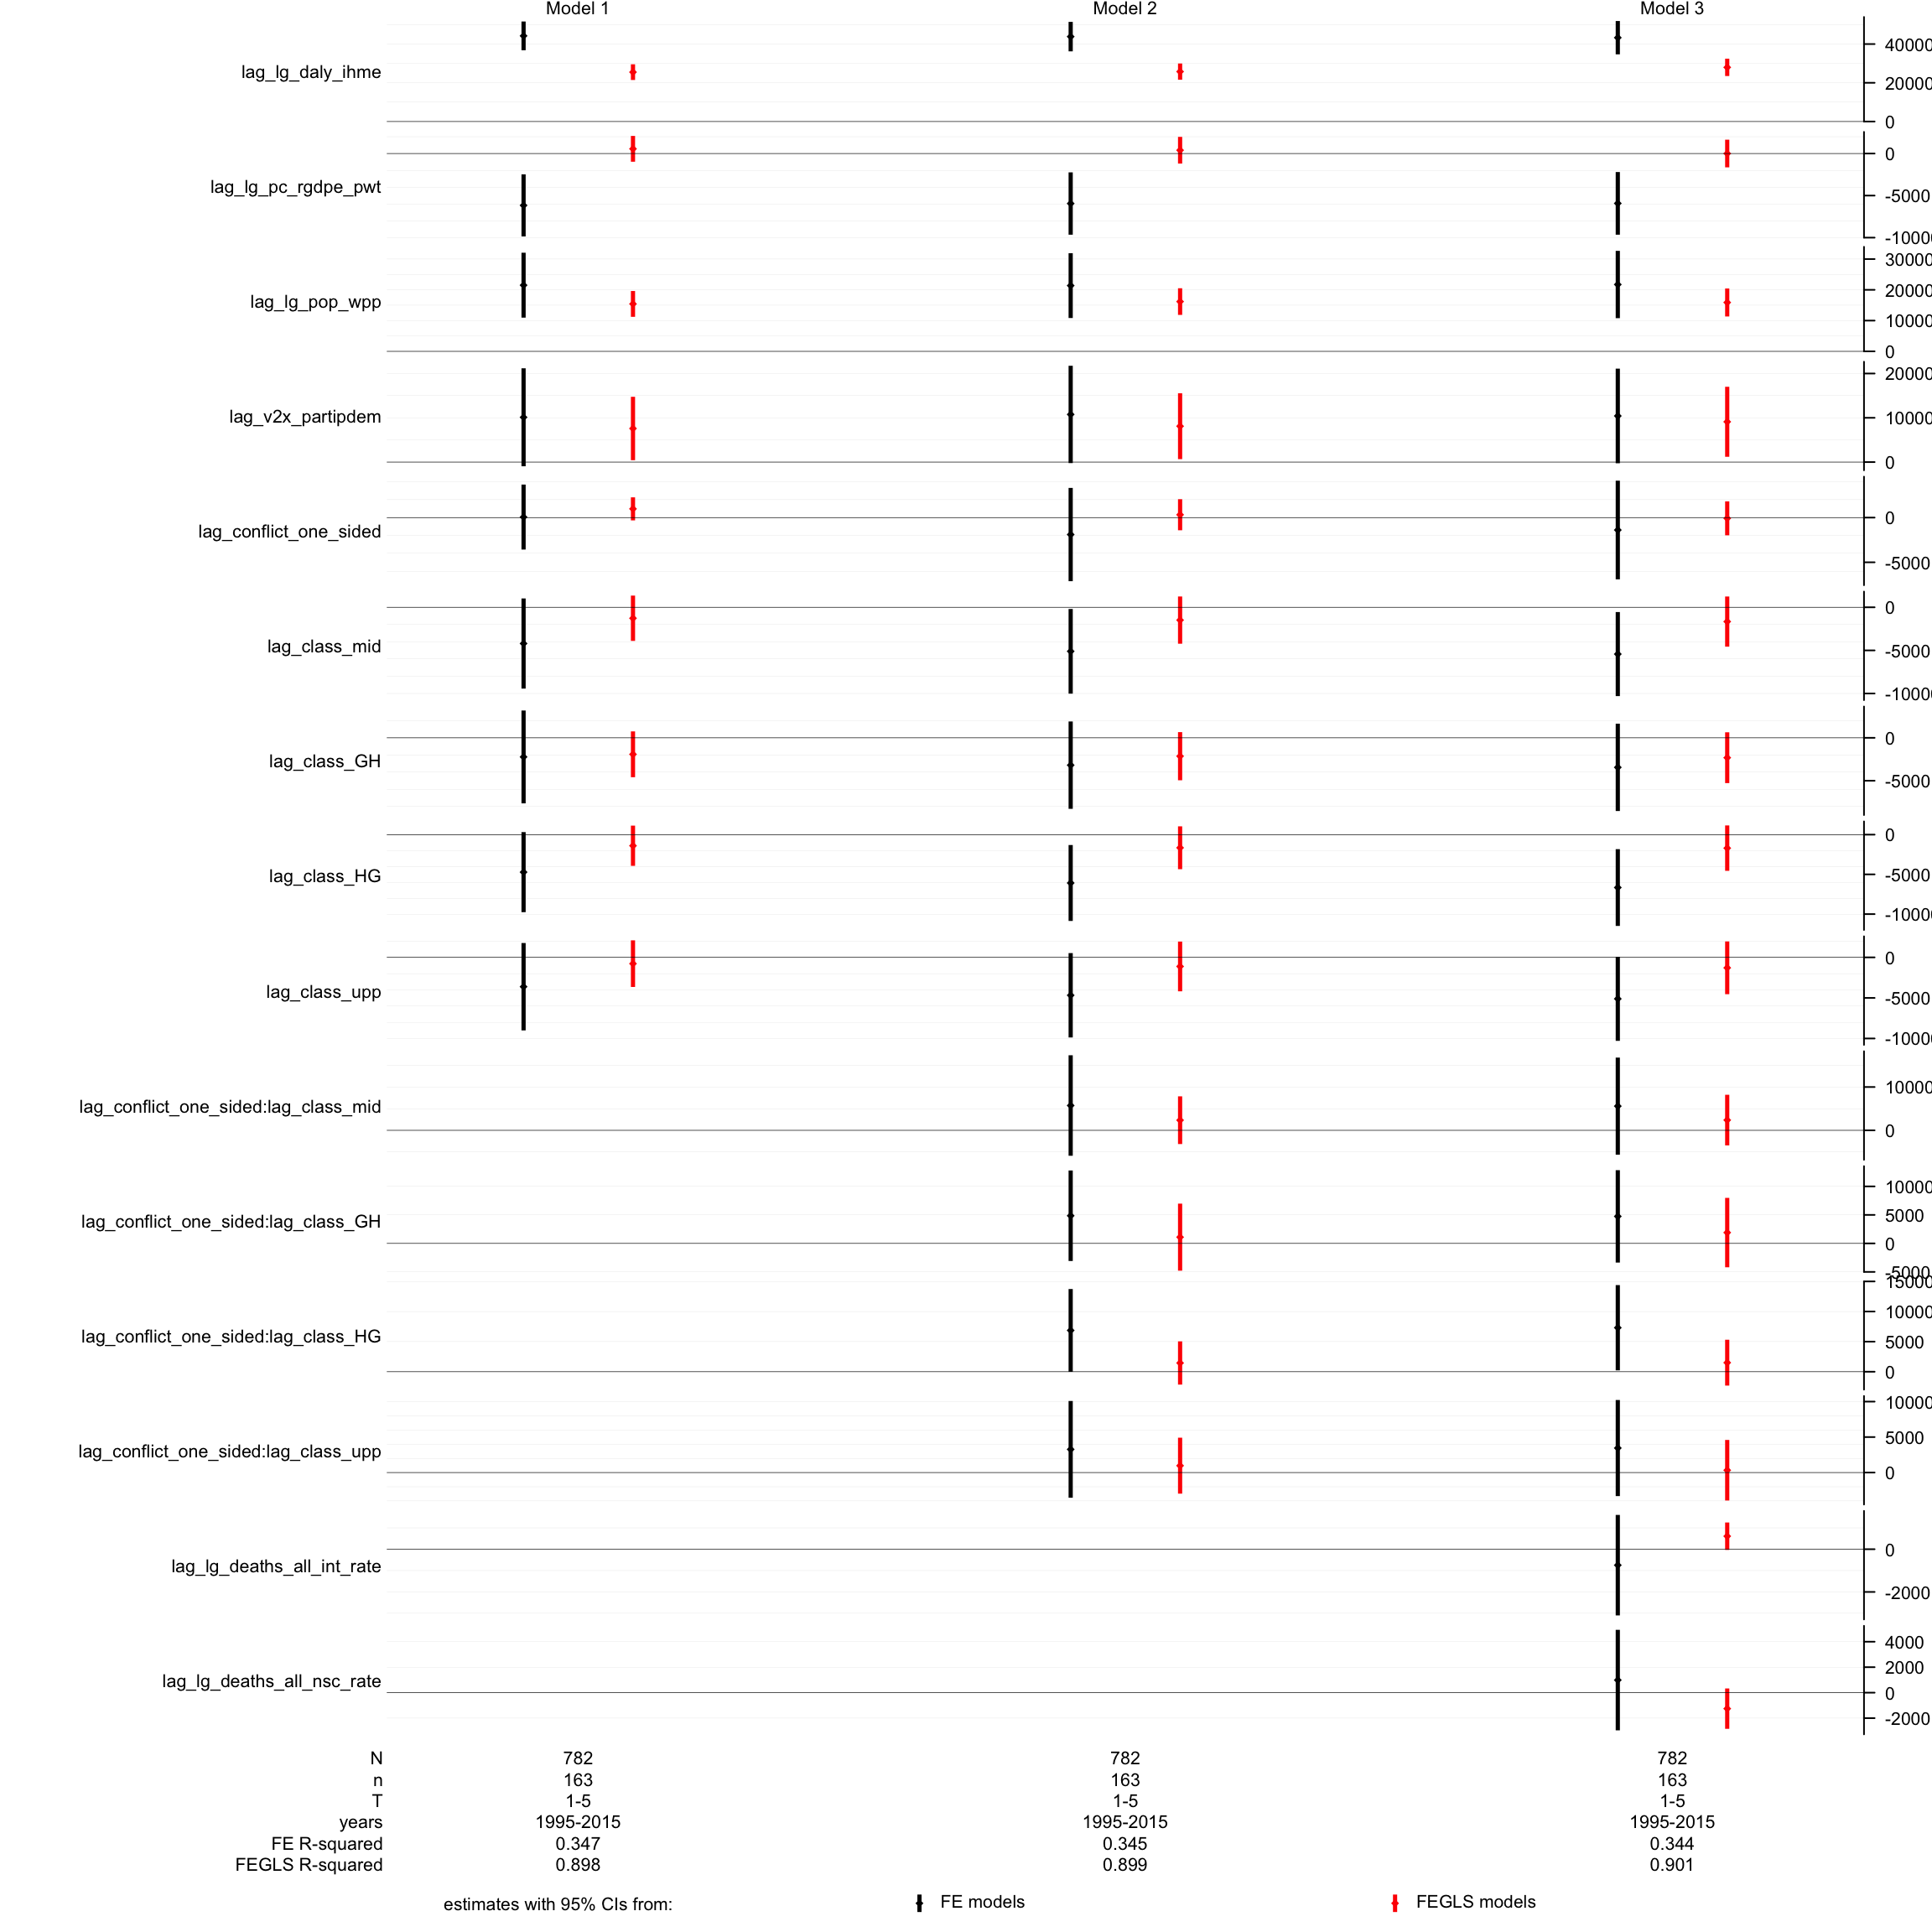 Model 1 Model 2 Model 3
lag_lg_daly_ihme
40000
20000
0
lag_lg_pc_rgdpe_pwt
0
-5000
-10000
lag_lg_pop_wpp
30000
20000
10000
0
lag_v2x_partipdem
20000
10000
0
lag_conflict_one_sided
0
-5000
lag_class_mid
0
-5000
-10000
lag_class_GH
0
-5000
lag_class_HG
0
-5000
-10000
lag_class_upp
0
-5000
-10000
lag_conflict_one_sided:lag_class_mid
10000
0
lag_conflict_one_sided:lag_class_GH
10000
5000
0
-5000
lag_conflict_one_sided:lag_class_HG
15000
10000
5000
0
lag_conflict_one_sided:lag_class_upp
10000
5000
0
lag_lg_deaths_all_int_rate
0
-2000
lag_lg_deaths_all_nsc_rate
4000
2000
0
-2000
N 782 782 782
n 163 163 163
T 1-5 1-5 1-5
years 1995-2015 1995-2015 1995-2015
FE R-squared 0.347 0.345 0.344
FEGLS R-squared 0.898 0.899 0.901
estimates with 95% CIs from: FE models FEGLS models